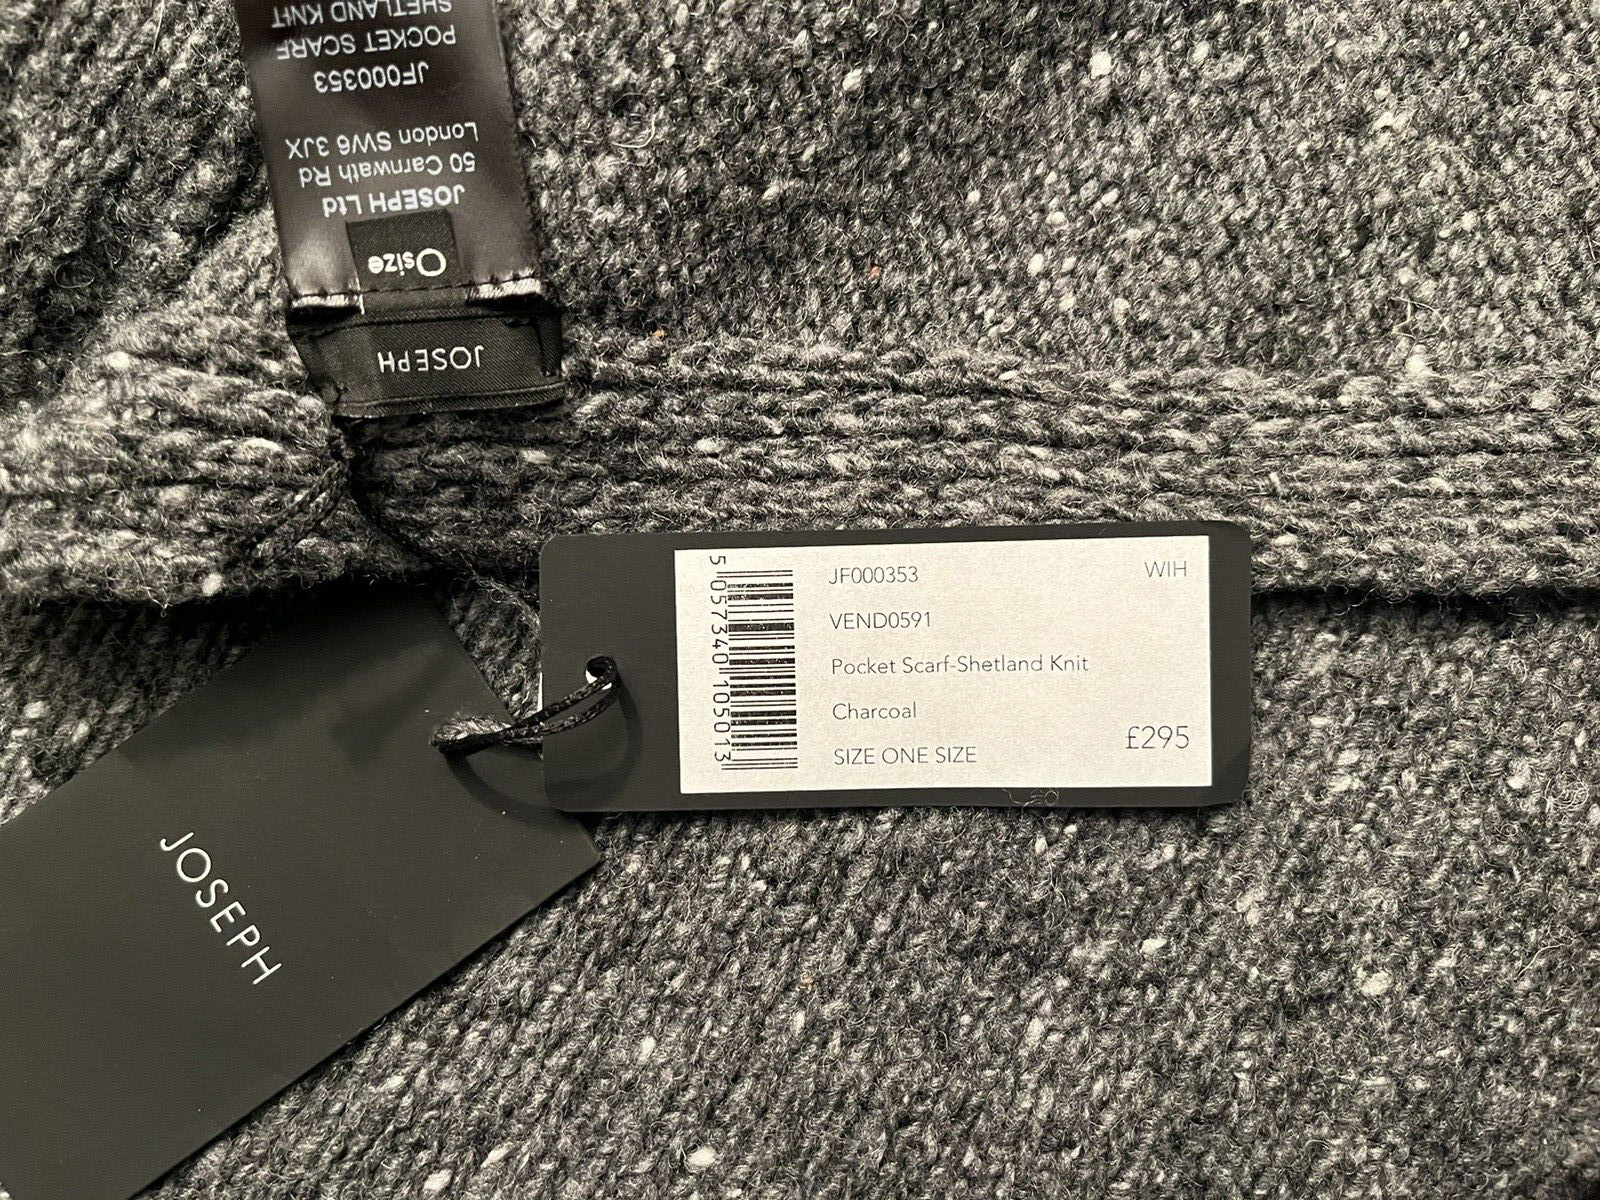 SHETLAND KNIT
POCKET SCARF
JF000353
London SW6 3JX
50 Carnwath Rd
JOSEPH Ltd
Osize
JOSEPH
JF000353
WIH
VEND0591
Pocket Scarf-Shetland Knit
Charcoal
SIZE ONE SIZE
£295
5 057340 105013
JOSEPH